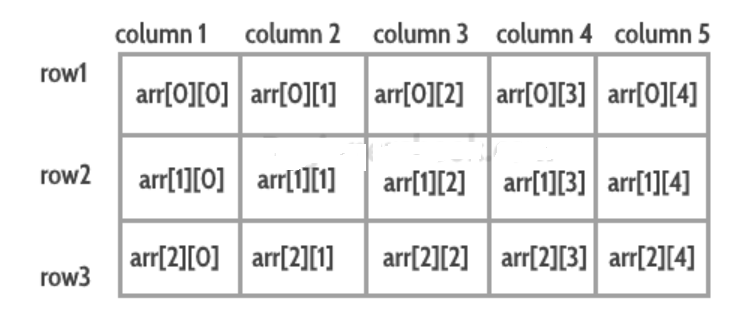 column 1 column 2 column 3 column 4 column 5
row1 arr[0][0] arr[0][1] arr[0][2] arr[0][3] arr[0][4]
row2 arr[1][0] arr[1][1] arr[1][2] arr[1][3] arr[1][4]
row3 arr[2][0] arr[2][1] arr[2][2] arr[2][3] arr[2][4]